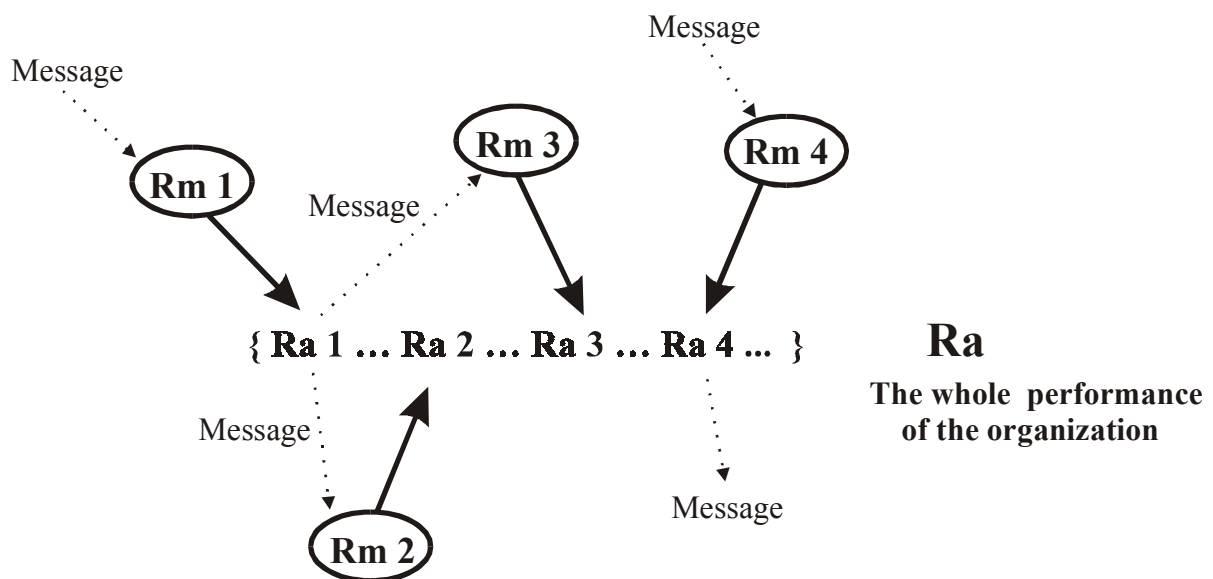 Message
Message
Rm 3
Rm 4
Rm 1
Message
{ Ra 1 ... Ra 2 ... Ra 3 ... Ra 4 ... }
Ra
The whole performance
of the organization
Message
Message
Rm 2